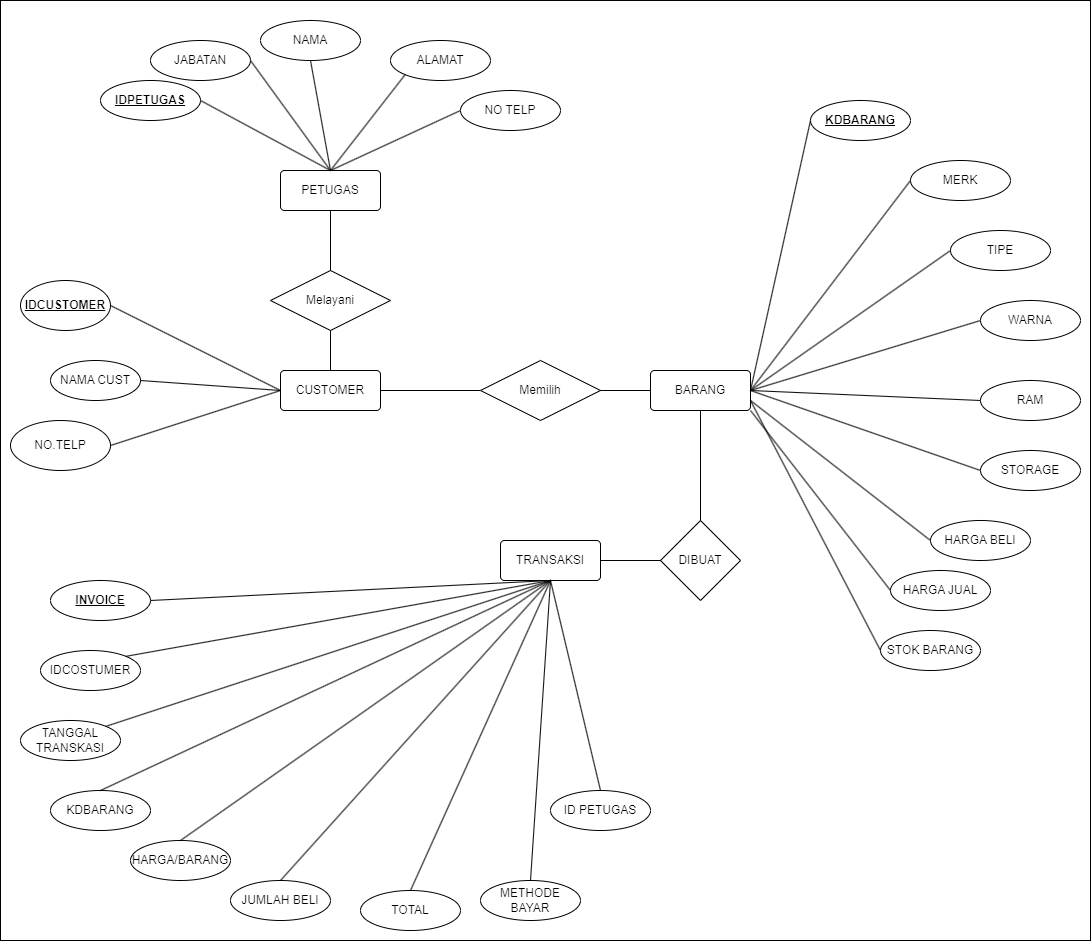 NAMA
JABATAN
ALAMAT
IDPETUGAS
NO TELP
KDBARANG
MERK
PETUGAS
TIPE
Melayani
IDCUSTOMER
WARNA
NAMA CUST
CUSTOMER
Memilih
BARANG
RAM
NO.TELP
STORAGE
HARGA BELI
TRANSAKSI
DIBUAT
HARGA JUAL
INVOICE
STOK BARANG
IDCOSTUMER
TANGGAL
TRANSKASI
KDBARANG
ID PETUGAS
HARGA/BARANG
JUMLAH BELI
TOTAL
METHODE
BAYAR